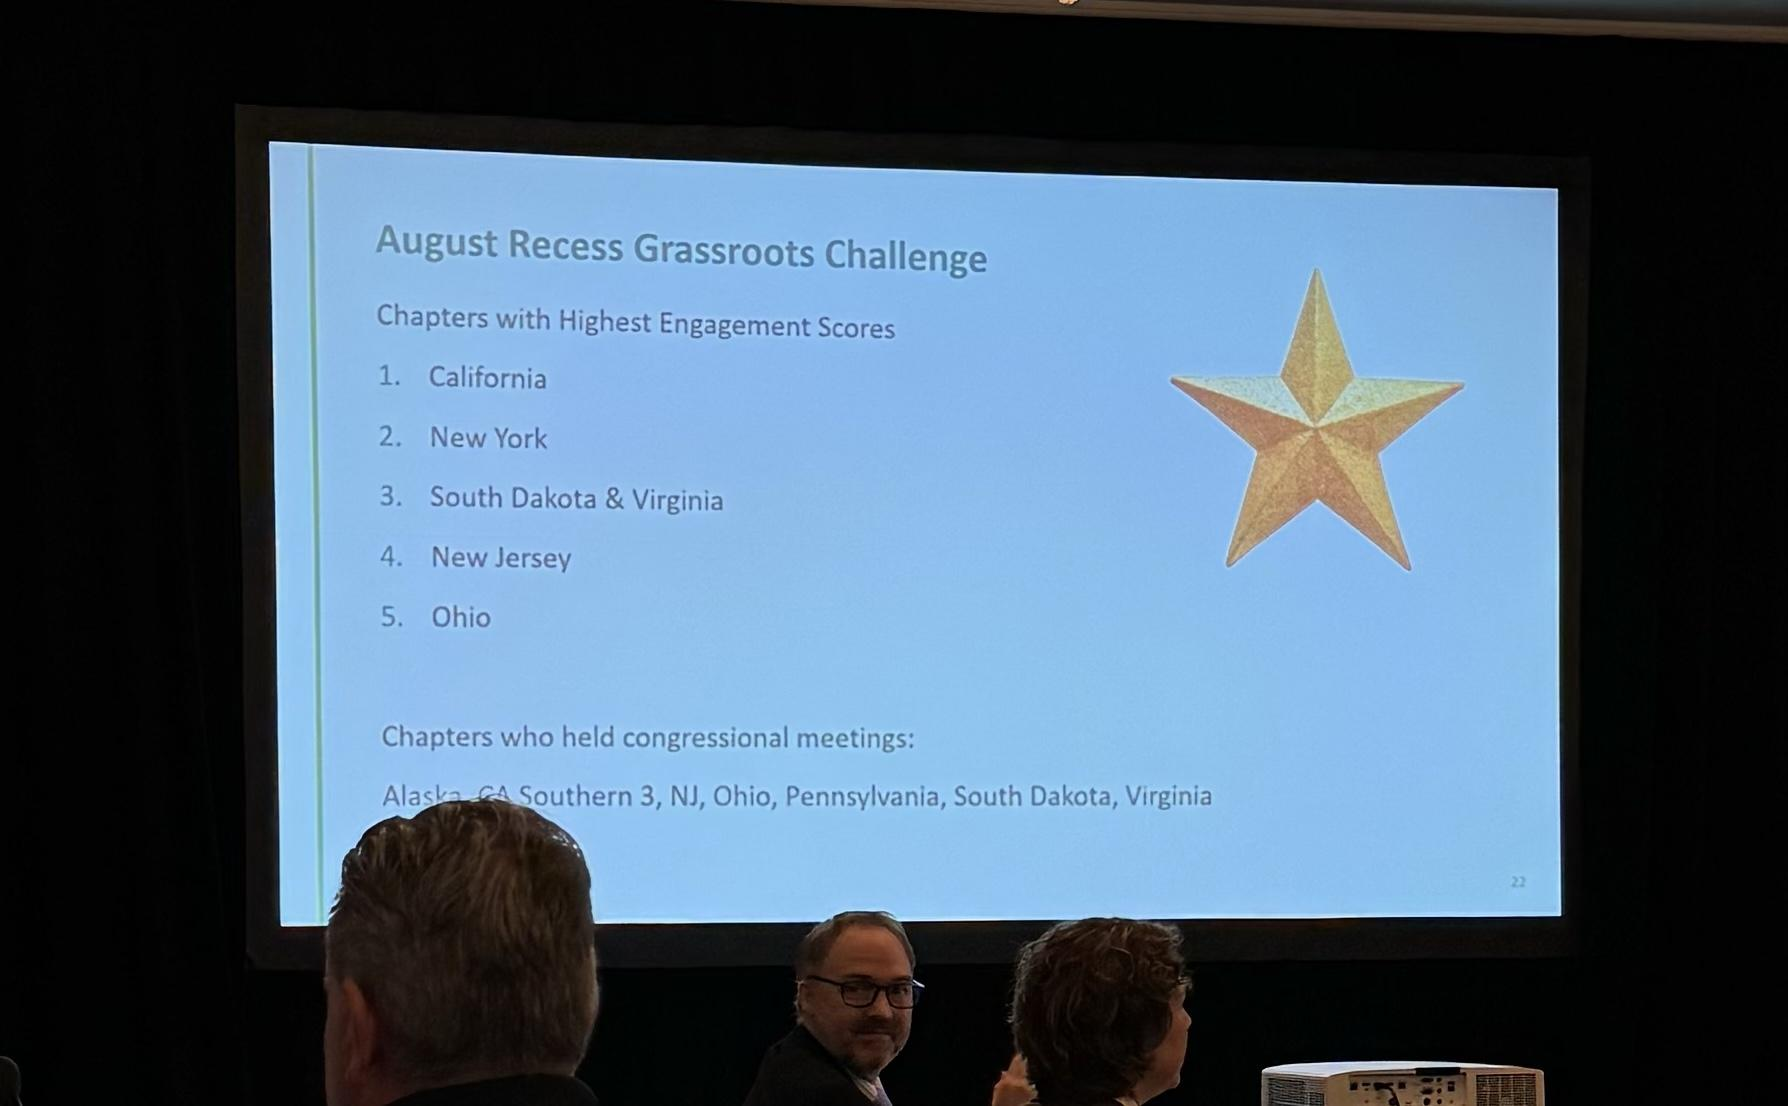 August Recess Grassroots Challenge
Chapters with Highest Engagement Scores
1. California
2. New York
3. South Dakota & Virginia
4. New Jersey
5. Ohio
Chapters who held congressional meetings:
Alaska, CA Southern 3, NJ, Ohio, Pennsylvania, South Dakota, Virginia
22